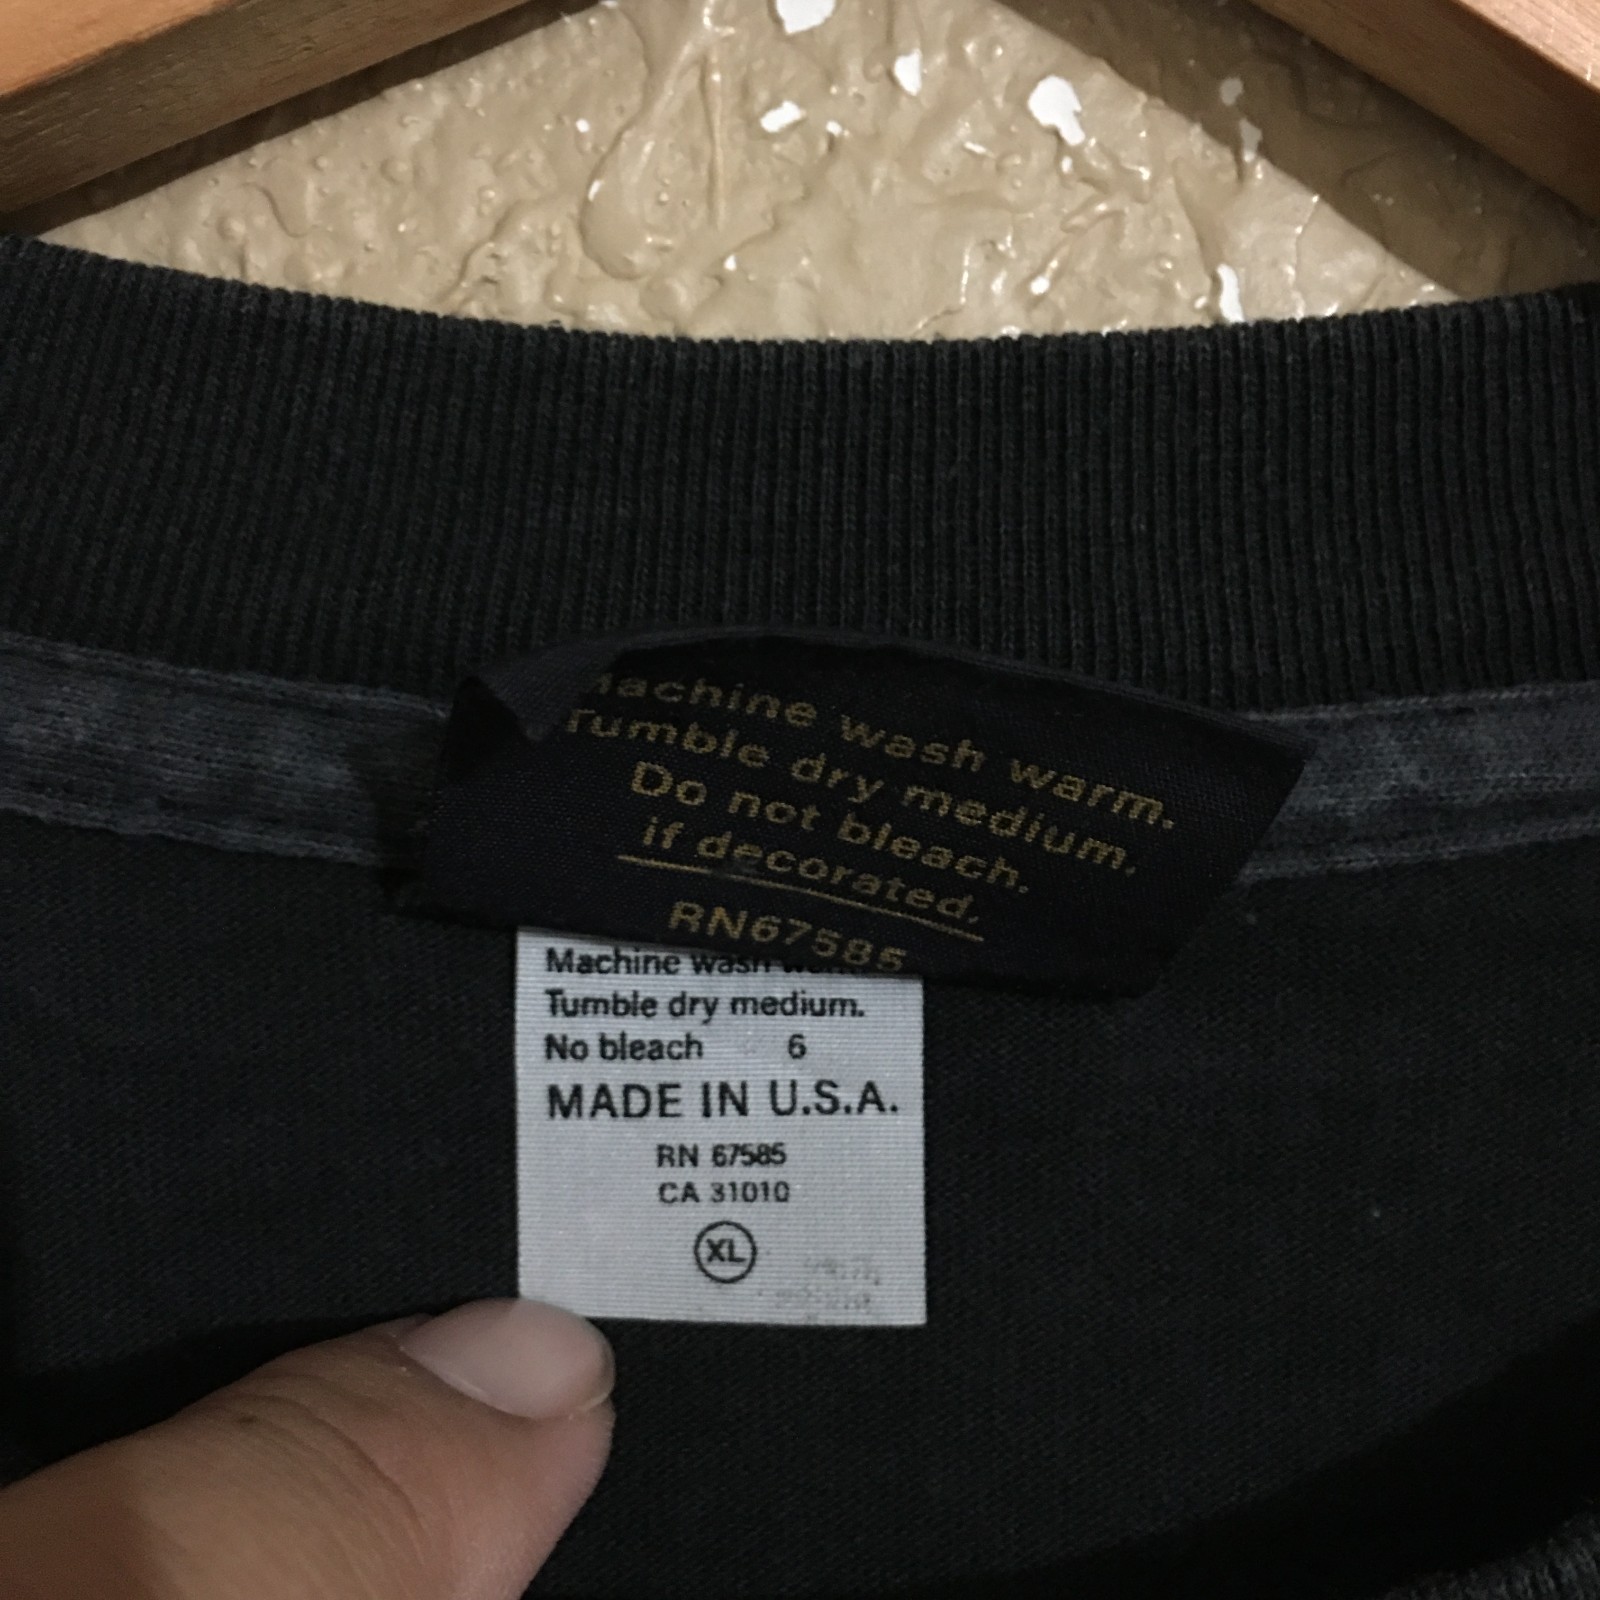 Machine wash warm.
Tumble dry medium.
Do not bleach.
if decorated.
RN67585
Machine wash
Tumble dry medium.
No bleach 6
MADE IN U.S.A.
RN 67585
CA 31010
XL